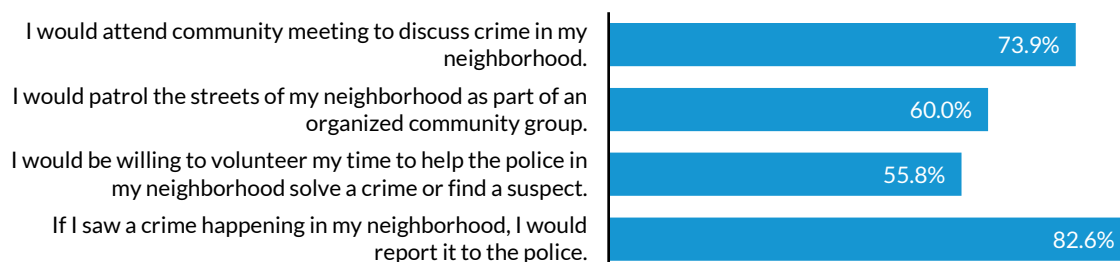 I would attend community meeting to discuss crime in my
neighborhood.
73.9%
I would patrol the streets of my neighborhood as part of an
organized community group.
60.0%
I would be willing to volunteer my time to help the police in
my neighborhood solve a crime or find a suspect.
55.8%
If I saw a crime happening in my neighborhood, I would
report it to the police.
82.6%